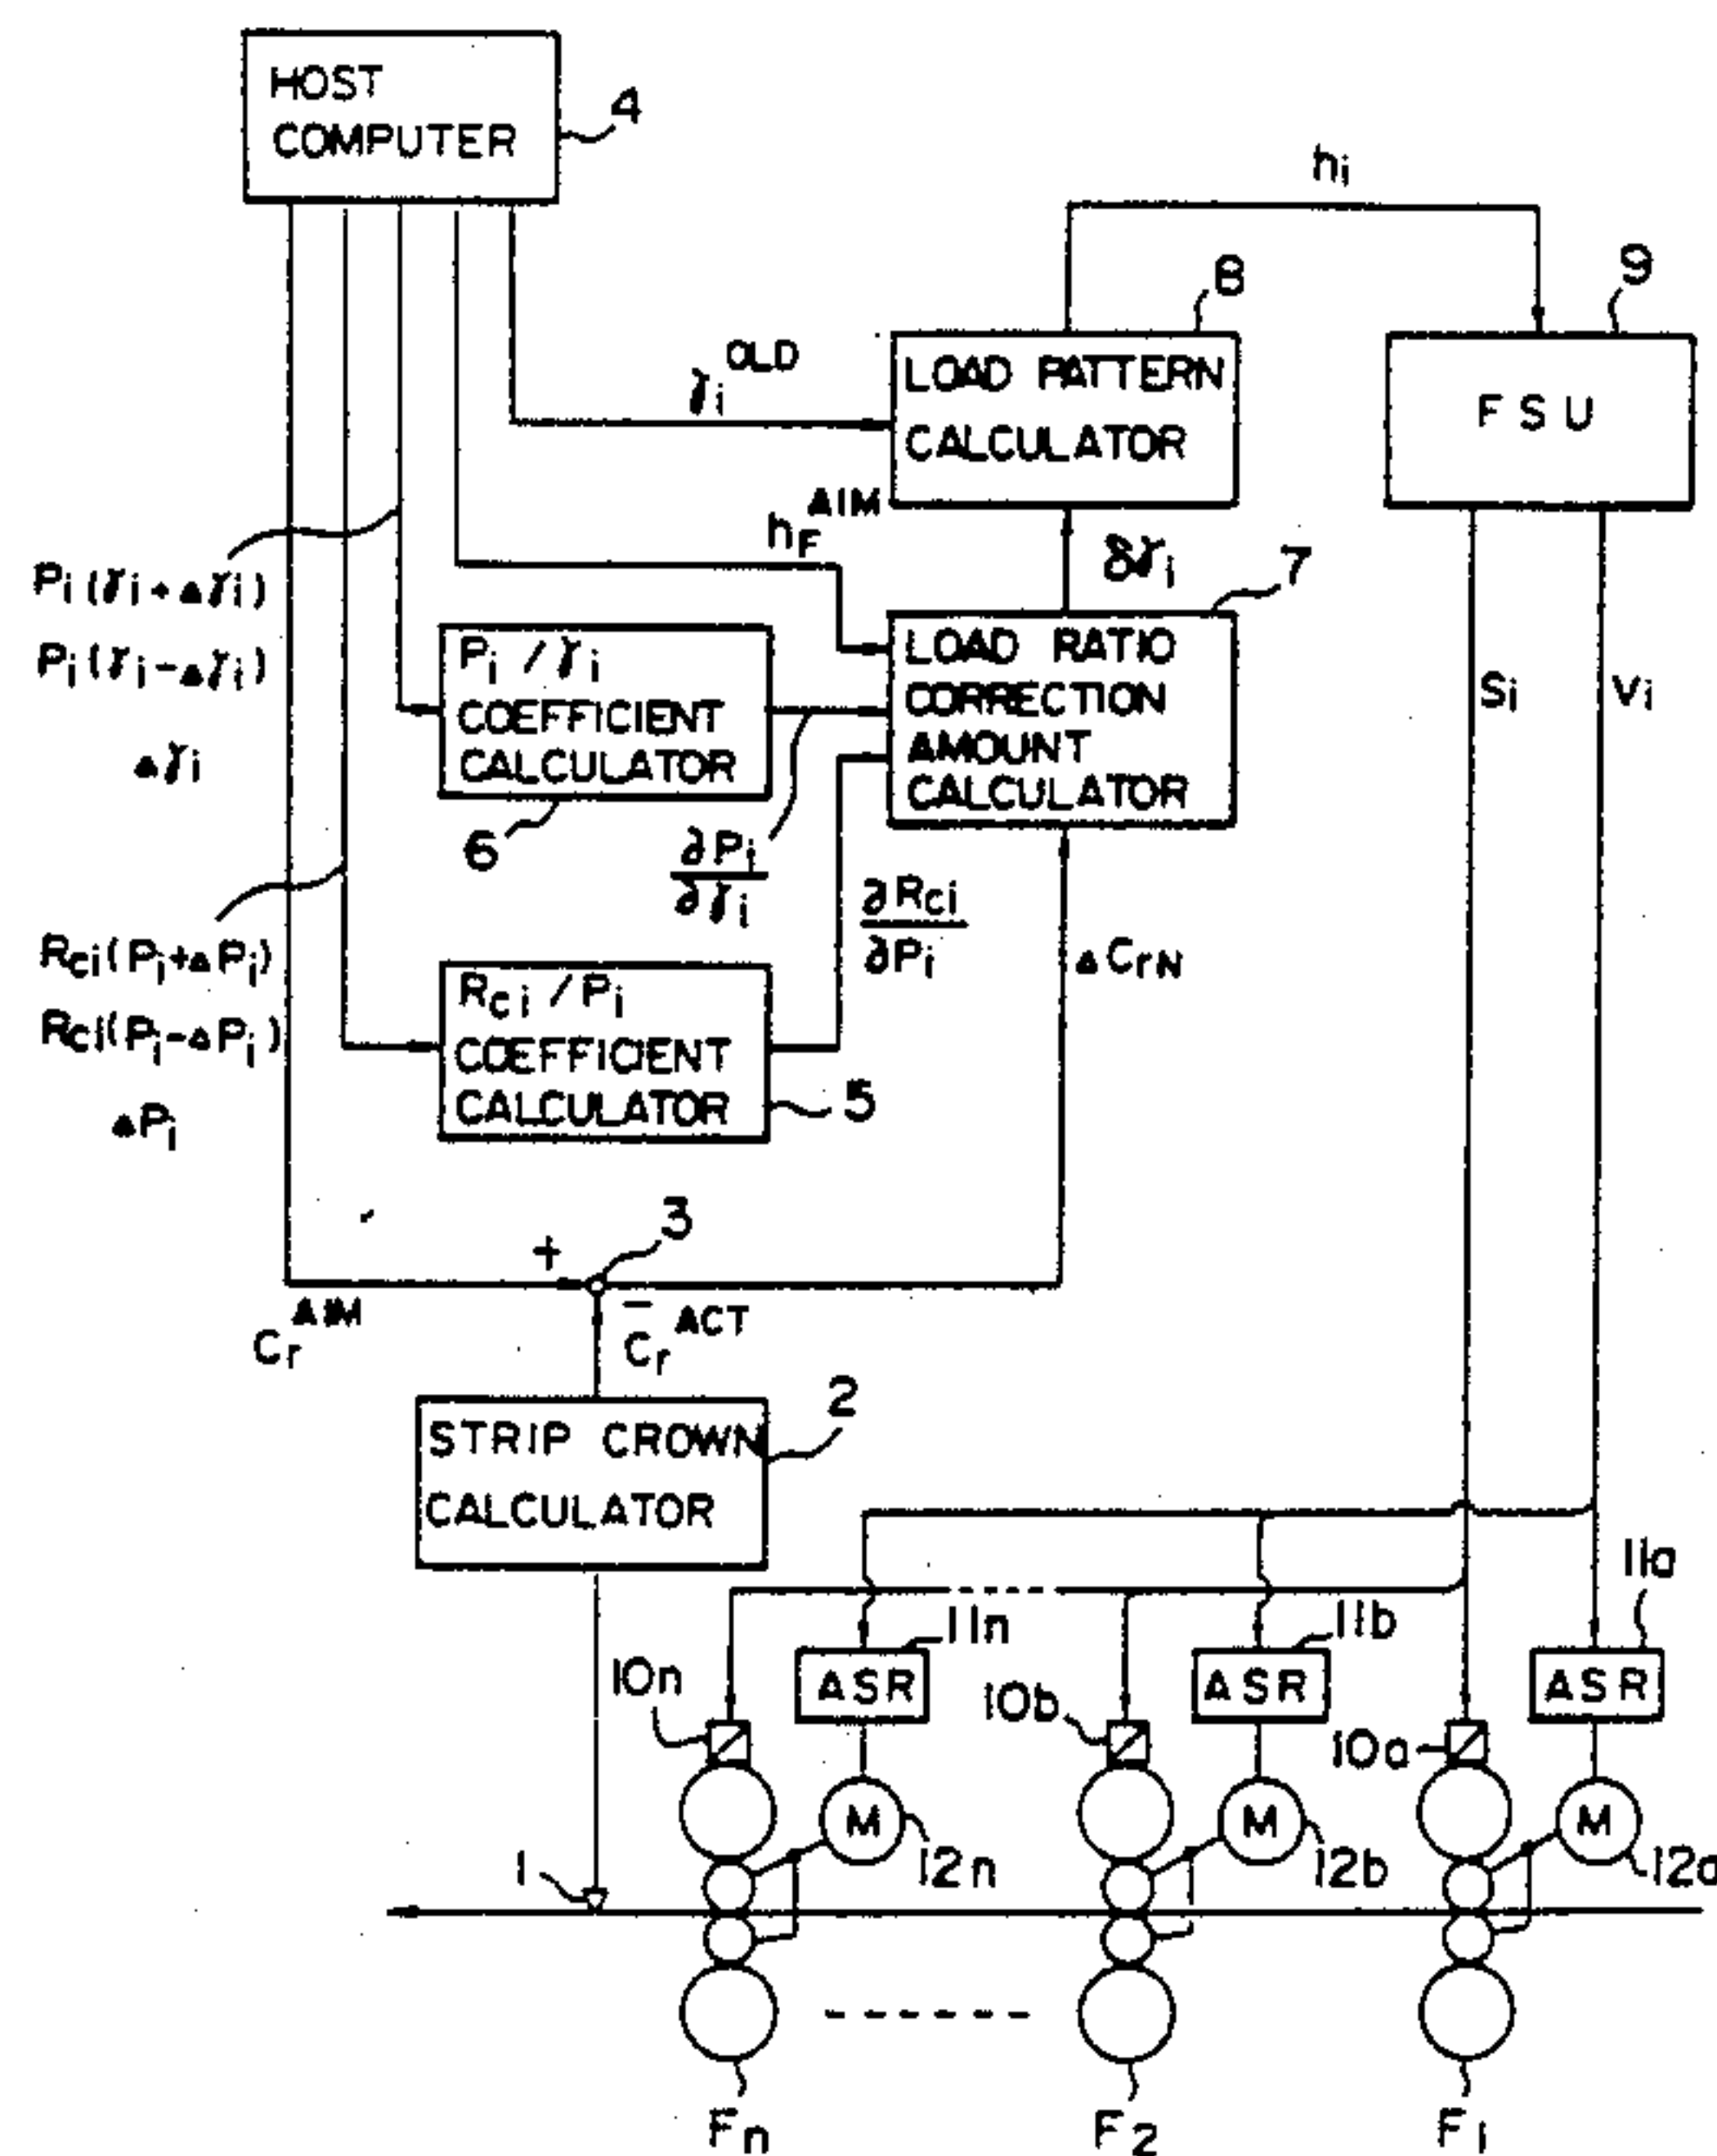 HOST
COMPUTER
4
hi
8
9
γi OLD
LOAD PATTERN
CALCULATOR
F S U
hF AIM
δγi
7
Pi (γi + Δγi)
Pi (γi - Δγi)
Δγi
Pi / γi
COEFFICIENT
CALCULATOR
6
LOAD RATIO
CORRECTION
AMOUNT
CALCULATOR
Si
Vi
∂Pi
∂γi
∂Rci
∂Pi
ΔCrN
Rci (Pi + ΔPi)
Rci (Pi - ΔPi)
ΔPi
Rci / Pi
COEFFICIENT
CALCULATOR
5
+
3
-
Cr AIM
Cr ACT
STRIP CROWN
CALCULATOR
2
11n
11b
11a
10n
ASR
10b
ASR
10a
ASR
M
M
M
1
12n
12b
12a
Fn
F2
F1